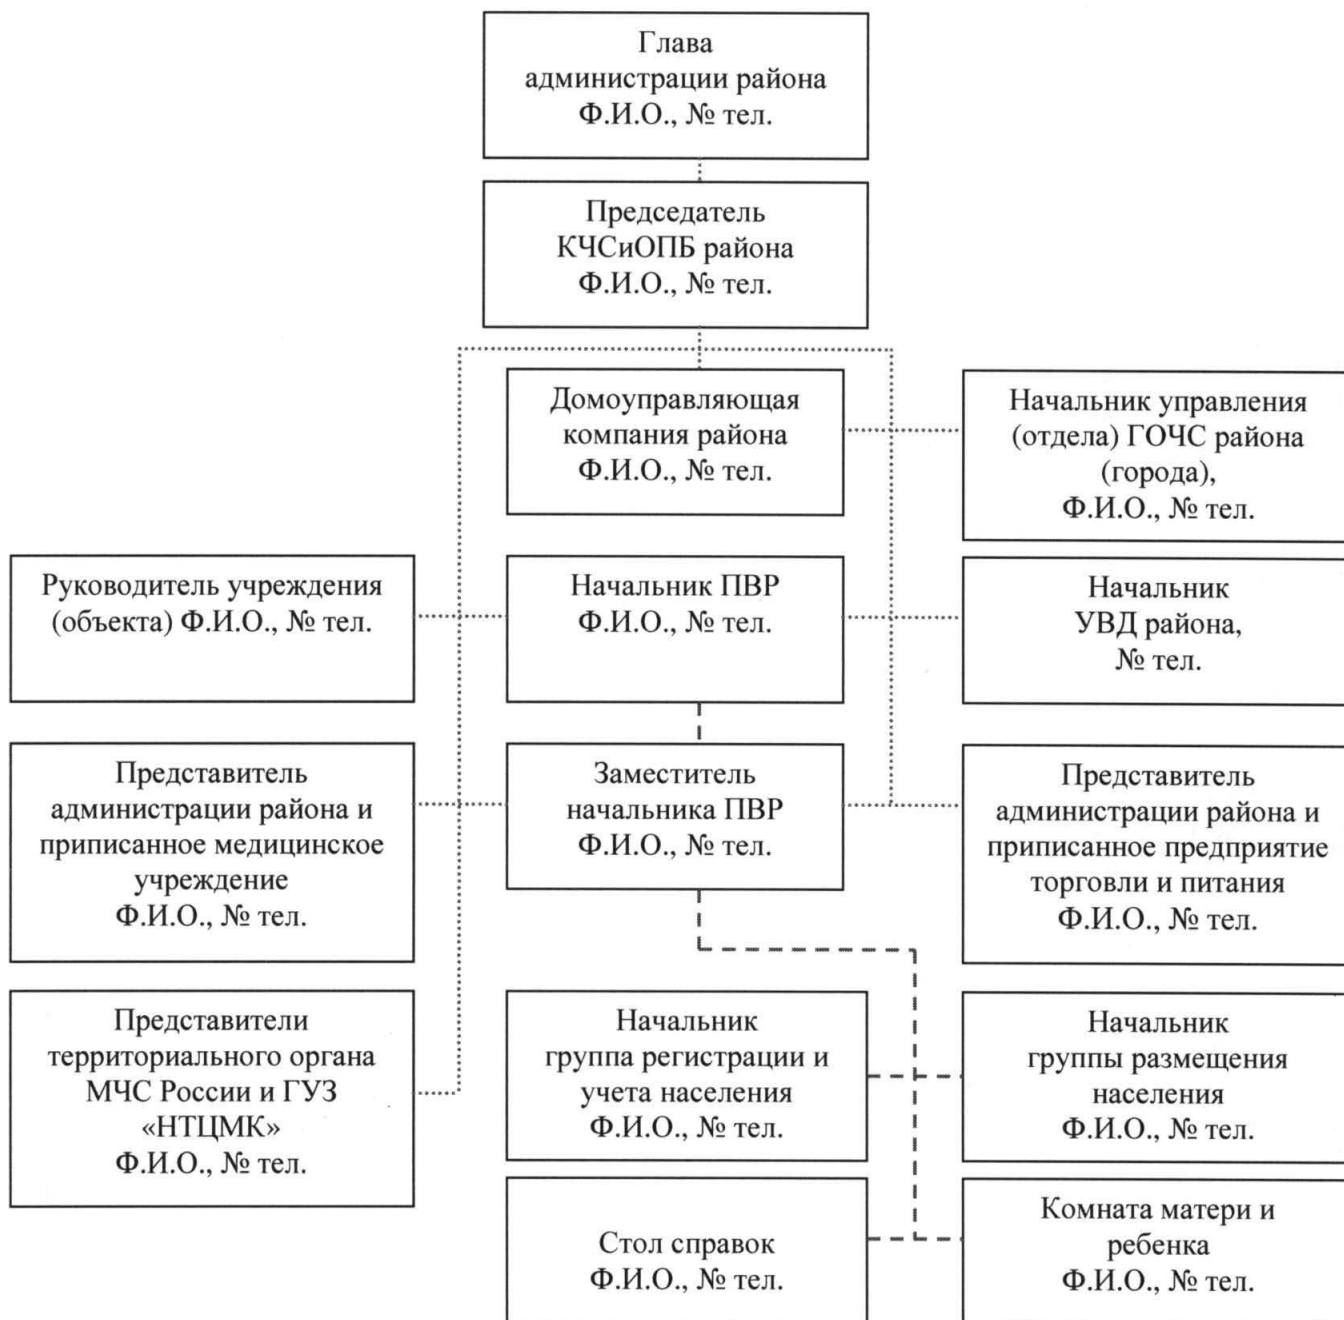 Глава
администрации района
Ф.И.О., № тел.
Председатель
КЧСиОПБ района
Ф.И.О., № тел.
Домоуправляющая
компания района
Ф.И.О., № тел.
Начальник управления
(отдела) ГОЧС района
(города),
Ф.И.О., № тел.
Руководитель учреждения
(объекта) Ф.И.О., № тел.
Начальник ПВР
Ф.И.О., № тел.
Начальник
УВД района,
№ тел.
Представитель
администрации района и
приписанное медицинское
учреждение
Ф.И.О., № тел.
Заместитель
начальника ПВР
Ф.И.О., № тел.
Представитель
администрации района и
приписанное предприятие
торговли и питания
Ф.И.О., № тел.
Представители
территориального органа
МЧС России и ГУЗ
«НТЦМК»
Ф.И.О., № тел.
Начальник
группа регистрации и
учета населения
Ф.И.О., № тел.
Начальник
группы размещения
населения
Ф.И.О., № тел.
Стол справок
Ф.И.О., № тел.
Комната матери и
ребенка
Ф.И.О., № тел.